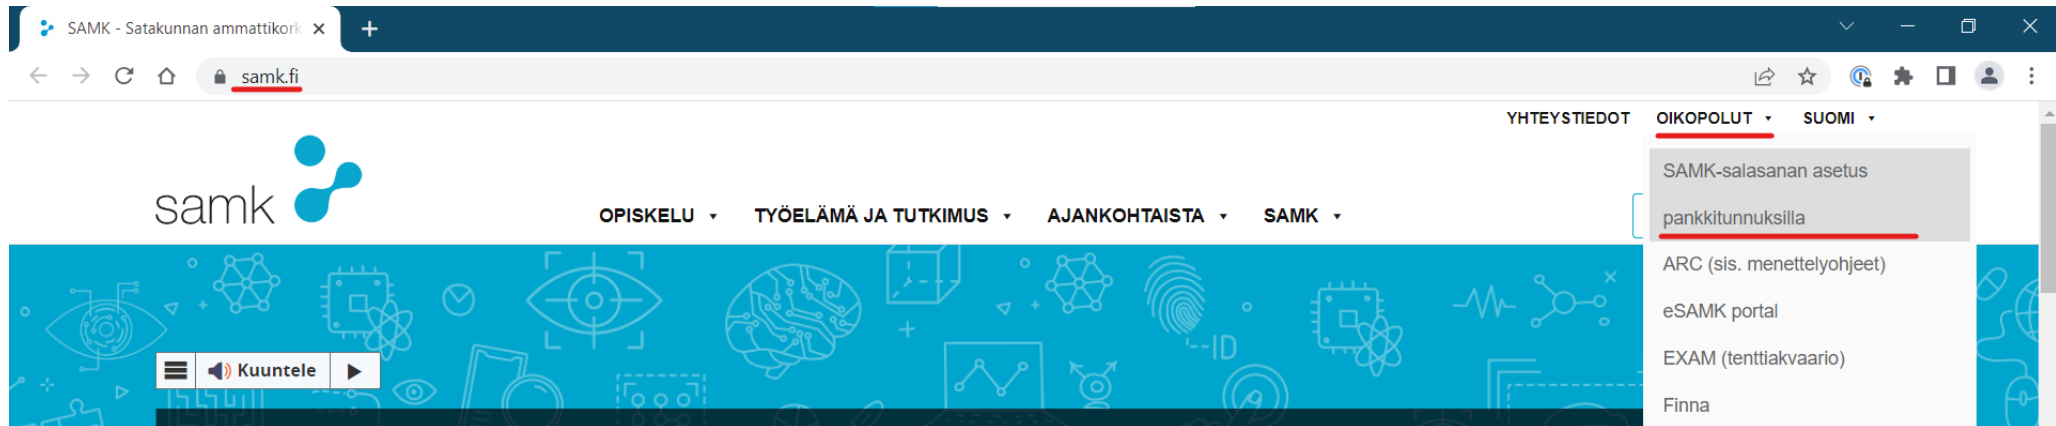 SAMK - Satakunnan ammattikork
samk.fi
YHTEYSTIEDOT OIKOPOLUT SUOMI
samk
OPISKELU TYÖELÄMÄ JA TUTKIMUS AJANKOHTAISTA SAMK
SAMK-salasanan asetus
pankkitunnuksilla
ARC (sis. menettelyohjeet)
eSAMK portal
EXAM (tenttiakvaario)
Finna
ID
Kuuntele